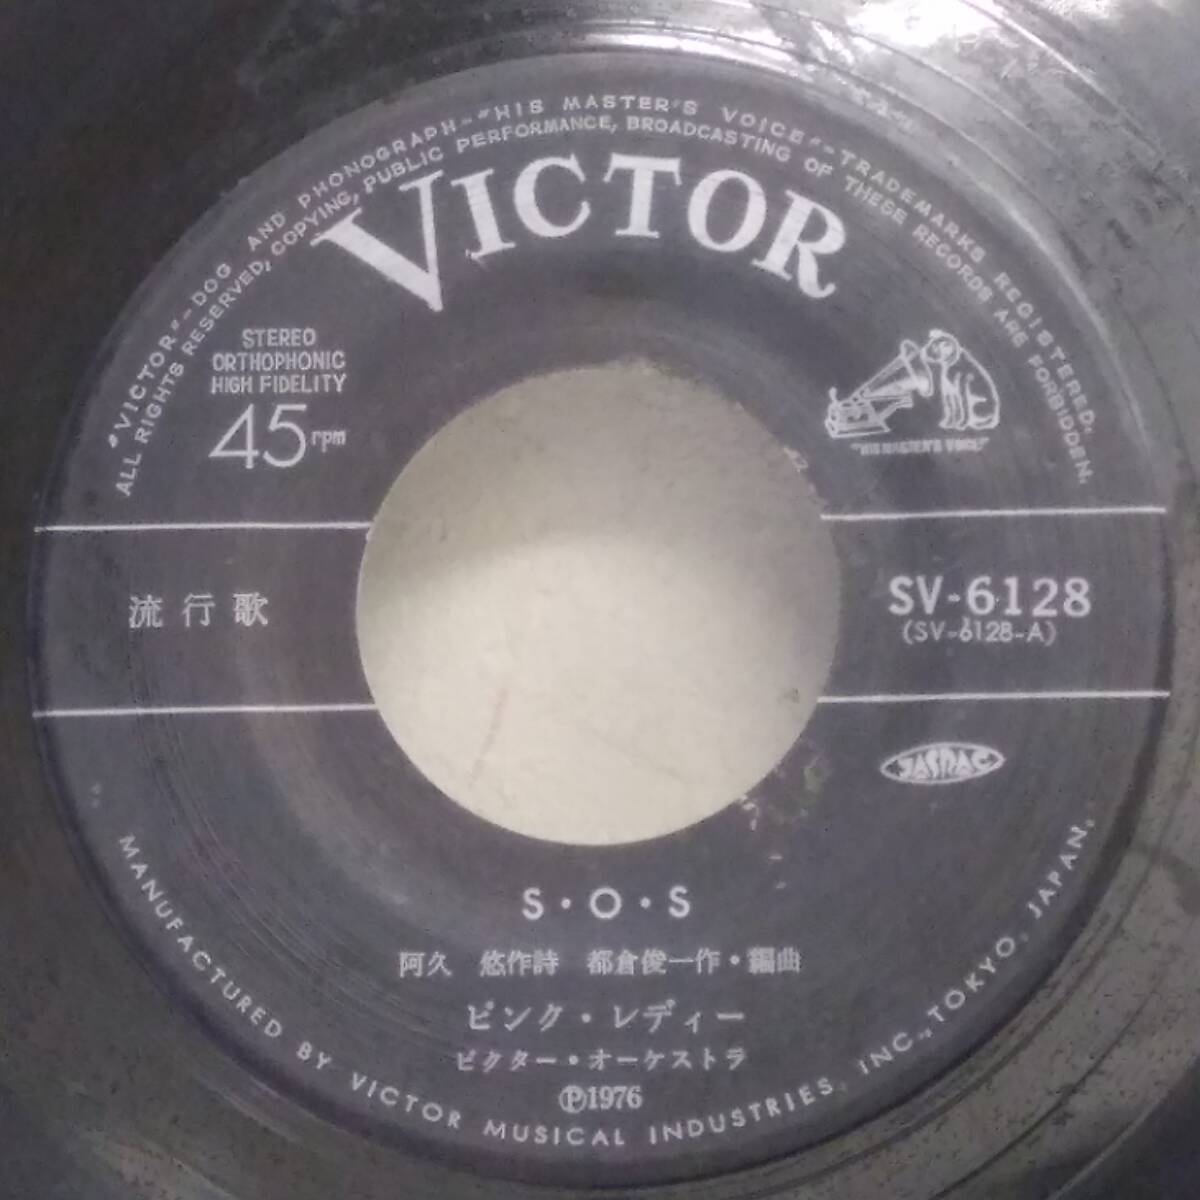 "VICTOR"-DOG AND PHONOGRAPH-"HIS MASTER'S VOICE"-TRADEMARKS REGISTERED.
ALL RIGHTS RESERVED, COPYING, PUBLIC PERFORMANCE, BROADCASTING OF THESE RECORDS ARE FORBIDDEN.
VICTOR
STEREO
ORTHOPHONIC
HIGH FIDELITY
45 rpm
"HIS MASTER'S VOICE"
流行歌
SV-6128
(SV-6128-A)
JASRAC
S・O・S
阿久 悠作詩 都倉俊一作・編曲
ピンク・レディー
ビクター・オーケストラ
Ⓟ1976
MANUFACTURED BY VICTOR MUSICAL INDUSTRIES, INC., TOKYO, JAPAN.